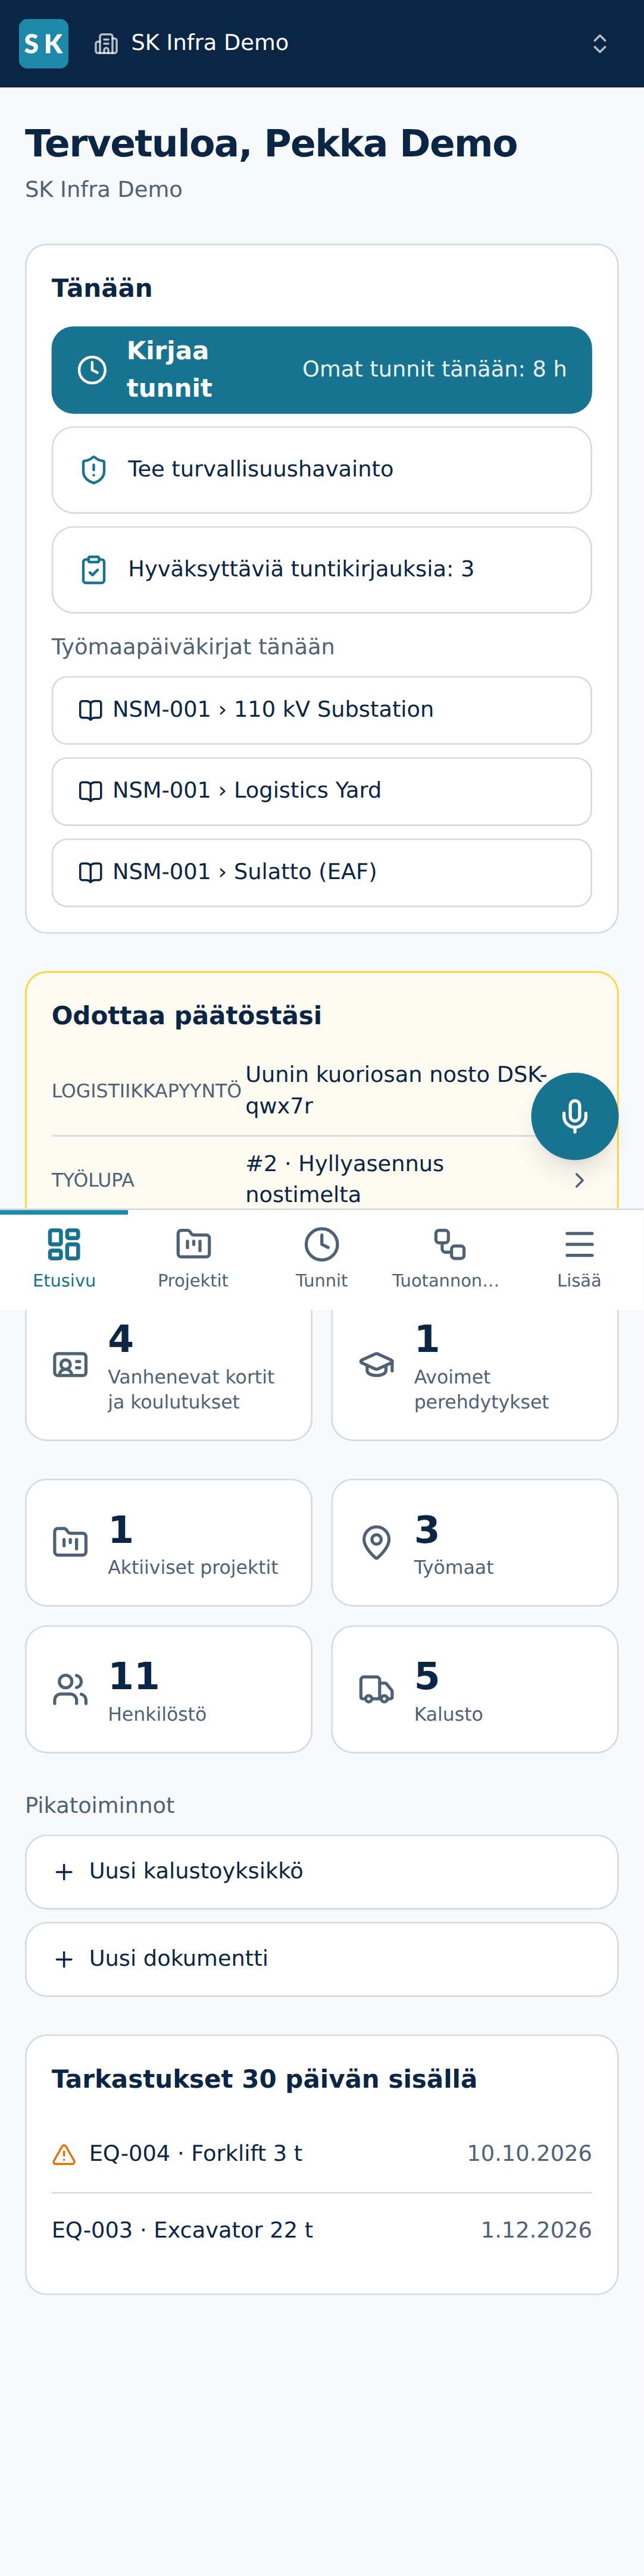 SK
SK Infra Demo
Tervetuloa, Pekka Demo
SK Infra Demo
Tänään
Kirjaa
tunnit
Omat tunnit tänään: 8 h
Tee turvallisuushavainto
Hyväksyttäviä tuntikirjauksia: 3
Työmaapäiväkirjat tänään
NSM-001 › 110 kV Substation
NSM-001 › Logistics Yard
NSM-001 › Sulatto (EAF)
Odottaa päätöstäsi
LOGISTIIKKAPYYNTÖ
Uunin kuoriosan nosto DSK-
qwx7r
TYÖLUPA
#2 · Hyllyasennus
nostimelta
Etusivu
Projektit
Tunnit
Tuotannon…
Lisää
4
Vanhenevat kortit
ja koulutukset
1
Avoimet
perehdytykset
1
Aktiiviset projektit
3
Työmaat
11
Henkilöstö
5
Kalusto
Pikatoiminnot
Uusi kalustoyksikkö
Uusi dokumentti
Tarkastukset 30 päivän sisällä
EQ-004 · Forklift 3 t
10.10.2026
EQ-003 · Excavator 22 t
1.12.2026